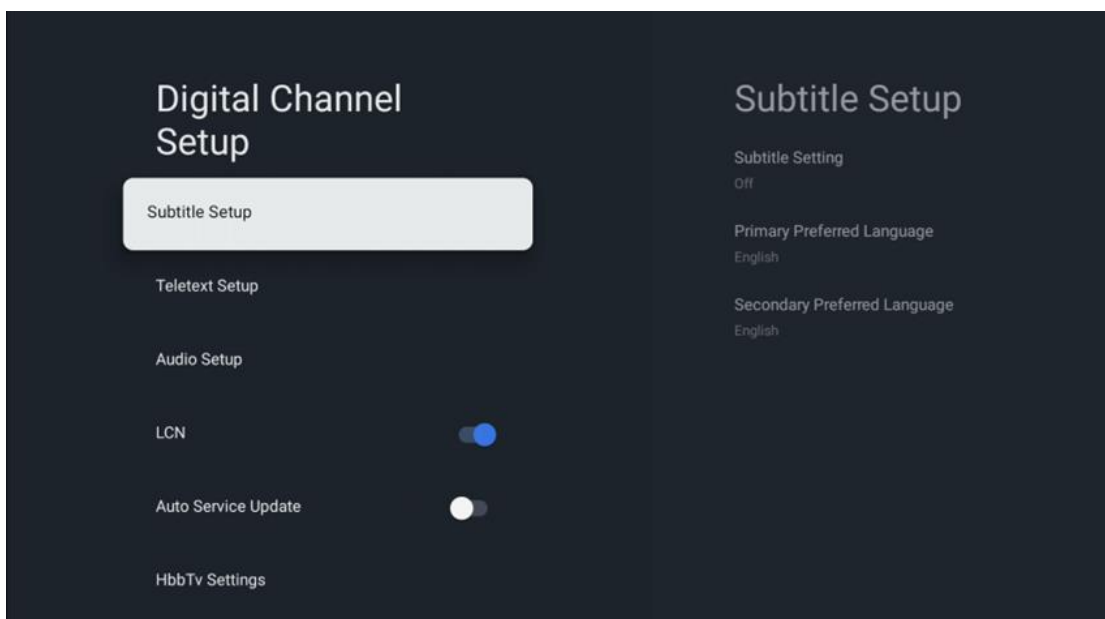 Digital Channel
Setup
Subtitle Setup
Teletext Setup
Audio Setup
LCN
Auto Service Update
HbbTv Settings
Subtitle Setup
Subtitle Setting
Off
Primary Preferred Language
English
Secondary Preferred Language
English